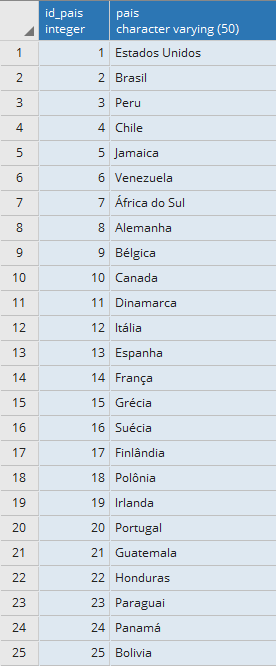 id_pais pais
integer character varying (50)
1 1 Estados Unidos
2 2 Brasil
3 3 Peru
4 4 Chile
5 5 Jamaica
6 6 Venezuela
7 7 África do Sul
8 8 Alemanha
9 9 Bélgica
10 10 Canada
11 11 Dinamarca
12 12 Itália
13 13 Espanha
14 14 França
15 15 Grécia
16 16 Suécia
17 17 Finlândia
18 18 Polônia
19 19 Irlanda
20 20 Portugal
21 21 Guatemala
22 22 Honduras
23 23 Paraguai
24 24 Panamá
25 25 Bolivia